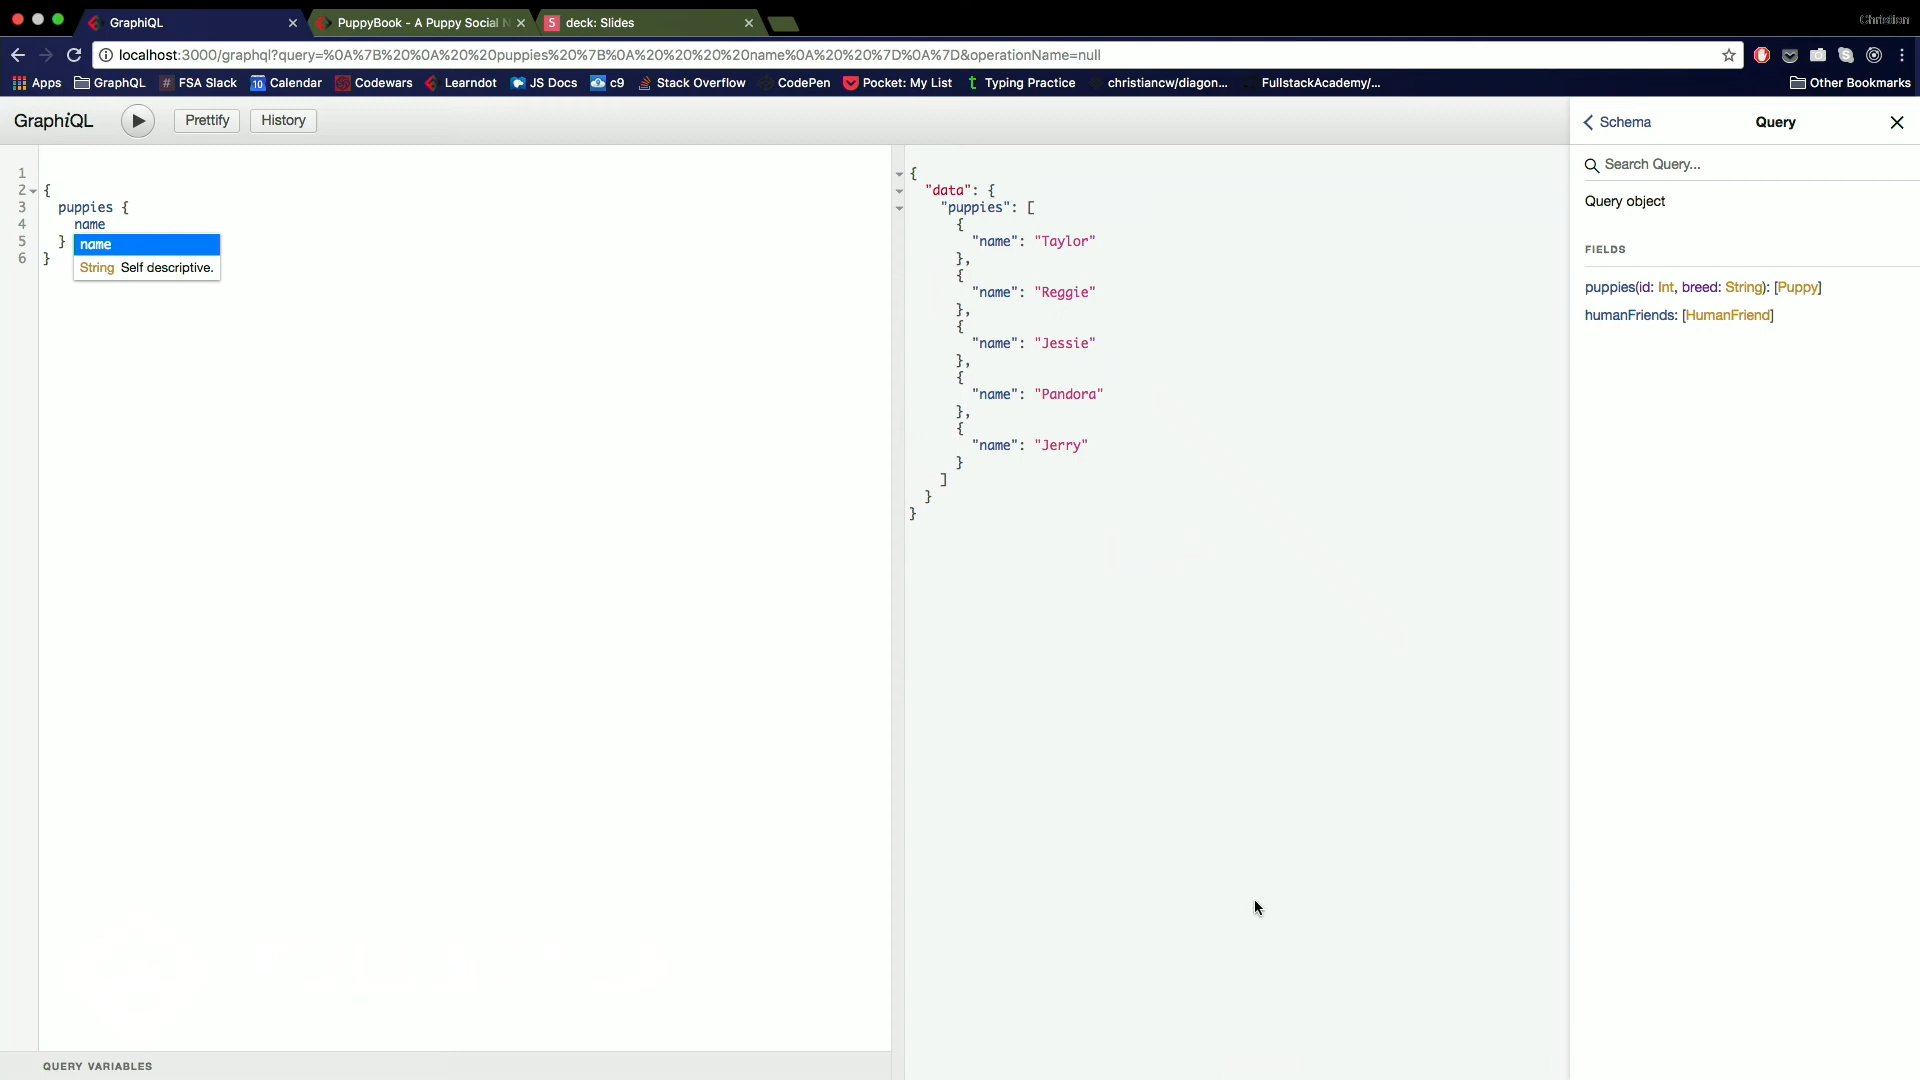 GraphiQL
PuppyBook - A Puppy Social N
S deck: Slides
Christian
localhost:3000/graphql?query=%0A%7B%20%0A%20%20puppies%20%7B%0A%20%20%20%20name%0A%20%20%7D%0A%7D&operationName=null
Apps GraphQL # FSA Slack 10 Calendar Codewars Learndot JS Docs c9 Stack Overflow CodePen Pocket: My List t Typing Practice christiancw/diagon... FullstackAcademy/... Other Bookmarks
GraphiQL Prettify History
Schema Query
Search Query...
Query object
FIELDS
puppies(id: Int, breed: String): [Puppy]
humanFriends: [HumanFriend]
1
2 {
3 puppies {
4 name
5 }
6 }
name
String Self descriptive.
{
"data": {
"puppies": [
{
"name": "Taylor"
},
{
"name": "Reggie"
},
{
"name": "Jessie"
},
{
"name": "Pandora"
},
{
"name": "Jerry"
}
]
}
}
QUERY VARIABLES